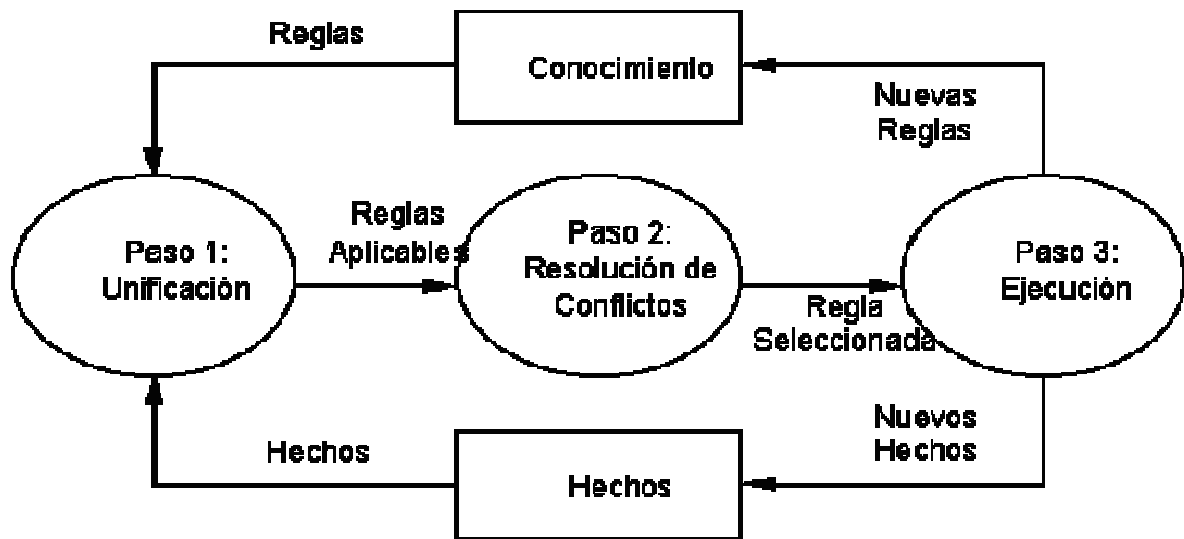 Reglas
Conocimiento
Nuevas
Reglas
Paso 1:
Unificación
Reglas
Aplicables
Paso 2:
Resolución de
Conflictos
Regla
Seleccionada
Paso 3:
Ejecución
Hechos
Hechos
Nuevos
Hechos